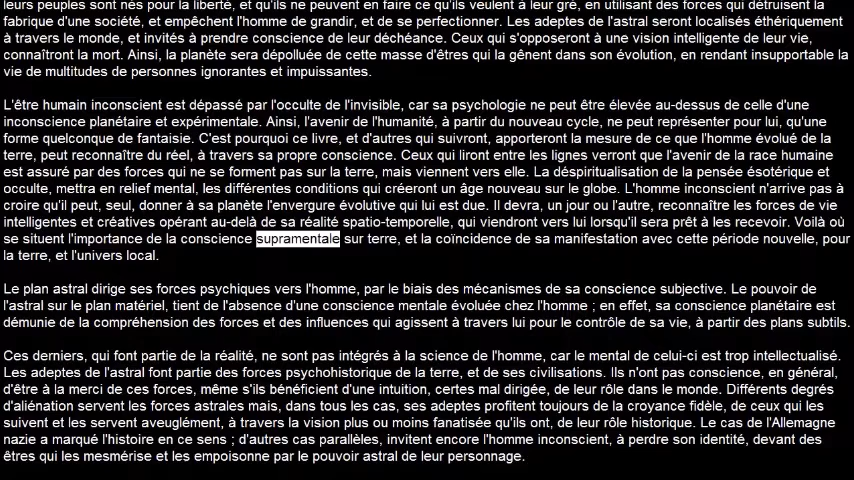 leurs peuples sont nés pour la liberté, et qu'ils ne peuvent en faire ce qu'ils veulent à leur gré, en utilisant des forces qui détruisent la
fabrique d'une société, et empêchent l'homme de grandir, et de se perfectionner. Les adeptes de l'astral seront localisés éthériquement
à travers le monde, et invités à prendre conscience de leur déchéance. Ceux qui s'opposeront à une vision intelligente de leur vie,
connaîtront la mort. Ainsi, la planète sera dépolluée de cette masse d'êtres qui la gênent dans son évolution, en rendant insupportable la
vie de multitudes de personnes ignorantes et impuissantes.
L'être humain inconscient est dépassé par l'occulte de l'invisible, car sa psychologie ne peut être élevée au-dessus de celle d'une
inconscience planétaire et expérimentale. Ainsi, l'avenir de l'humanité, à partir du nouveau cycle, ne peut représenter pour lui, qu'une
forme quelconque de fantaisie. C'est pourquoi ce livre, et d'autres qui suivront, apporteront la mesure de ce que l'homme évolué de la
terre, peut reconnaître du réel, à travers sa propre conscience. Ceux qui liront entre les lignes verront que l'avenir de la race humaine
est assuré par des forces qui ne se forment pas sur la terre, mais viennent vers elle. La déspiritualisation de la pensée ésotérique et
occulte, mettra en relief mental, les différentes conditions qui créeront un âge nouveau sur le globe. L'homme inconscient n'arrive pas à
croire qu'il peut, seul, donner à sa planète l'envergure évolutive qui lui est due. Il devra, un jour ou l'autre, reconnaître les forces de vie
intelligentes et créatives opérant au-delà de sa réalité spatio-temporelle, qui viendront vers lui lorsqu'il sera prêt à les recevoir. Voilà où
se situent l'importance de la conscience supramentale sur terre, et la coïncidence de sa manifestation avec cette période nouvelle, pour
la terre, et l'univers local.
Le plan astral dirige ses forces psychiques vers l'homme, par le biais des mécanismes de sa conscience subjective. Le pouvoir de
l'astral sur le plan matériel, tient de l'absence d'une conscience mentale évoluée chez l'homme ; en effet, sa conscience planétaire est
démunie de la compréhension des forces et des influences qui agissent à travers lui pour le contrôle de sa vie, à partir des plans subtils.
Ces derniers, qui font partie de la réalité, ne sont pas intégrés à la science de l'homme, car le mental de celui-ci est trop intellectualisé.
Les adeptes de l'astral font partie des forces psychohistorique de la terre, et de ses civilisations. Ils n'ont pas conscience, en général,
d'être à la merci de ces forces, même s'ils bénéficient d'une intuition, certes mal dirigée, de leur rôle dans le monde. Différents degrés
d'aliénation servent les forces astrales mais, dans tous les cas, ses adeptes profitent toujours de la croyance fidèle, de ceux qui les
suivent et les servent aveuglément, à travers la vision plus ou moins fanatisée qu'ils ont, de leur rôle historique. Le cas de l'Allemagne
nazie a marqué l'histoire en ce sens ; d'autres cas parallèles, invitent encore l'homme inconscient, à perdre son identité, devant des
êtres qui les mesmérise et les empoisonne par le pouvoir astral de leur personnage.